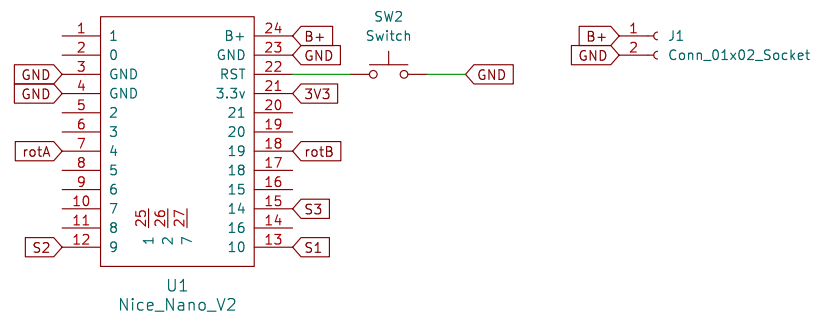 SW2
Switch
1 1 B+ 24 B+
2 0 GND 23 GND
GND 3 GND RST 22 GND
GND 4 GND 3.3v 21 3V3
5 2 21 20
6 3 20 19
rotA 7 4 19 18 rotB
8 5 18 17
9 6 15 16
10 7 14 15 S3
11 8 16 14
S2 12 9 10 13 S1
25 26 27
1 2 7
U1
Nice_Nano_V2
B+ 1 J1
GND 2 Conn_01x02_Socket